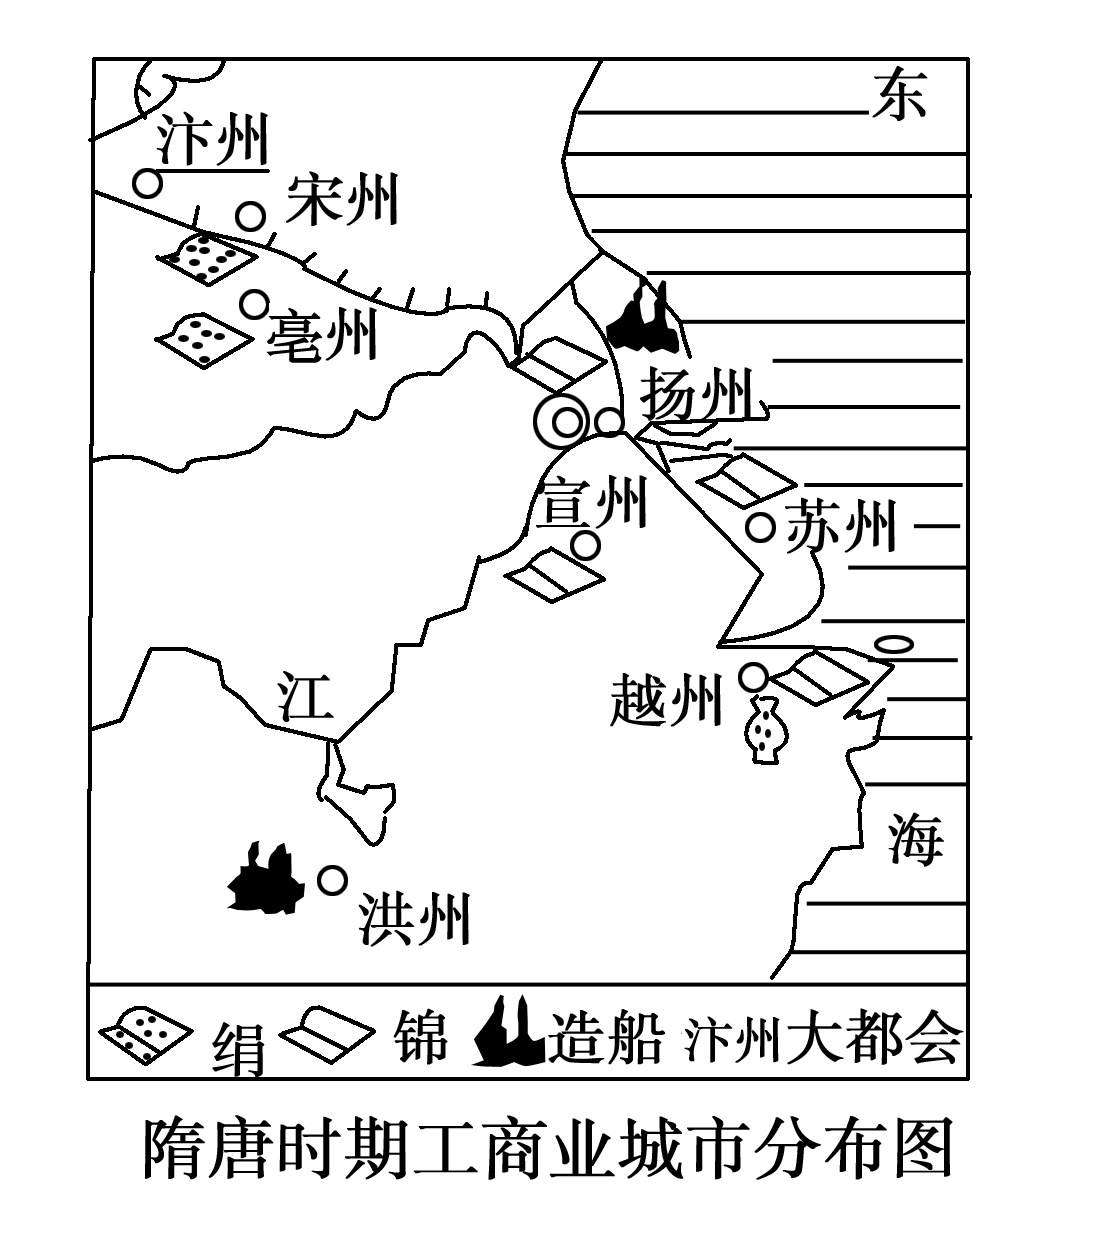 东
汴州
宋州
亳州
扬州
宣州
苏州
江
越州
海
洪州
绢 锦 造船 汴州大都会
隋唐时期工商业城市分布图